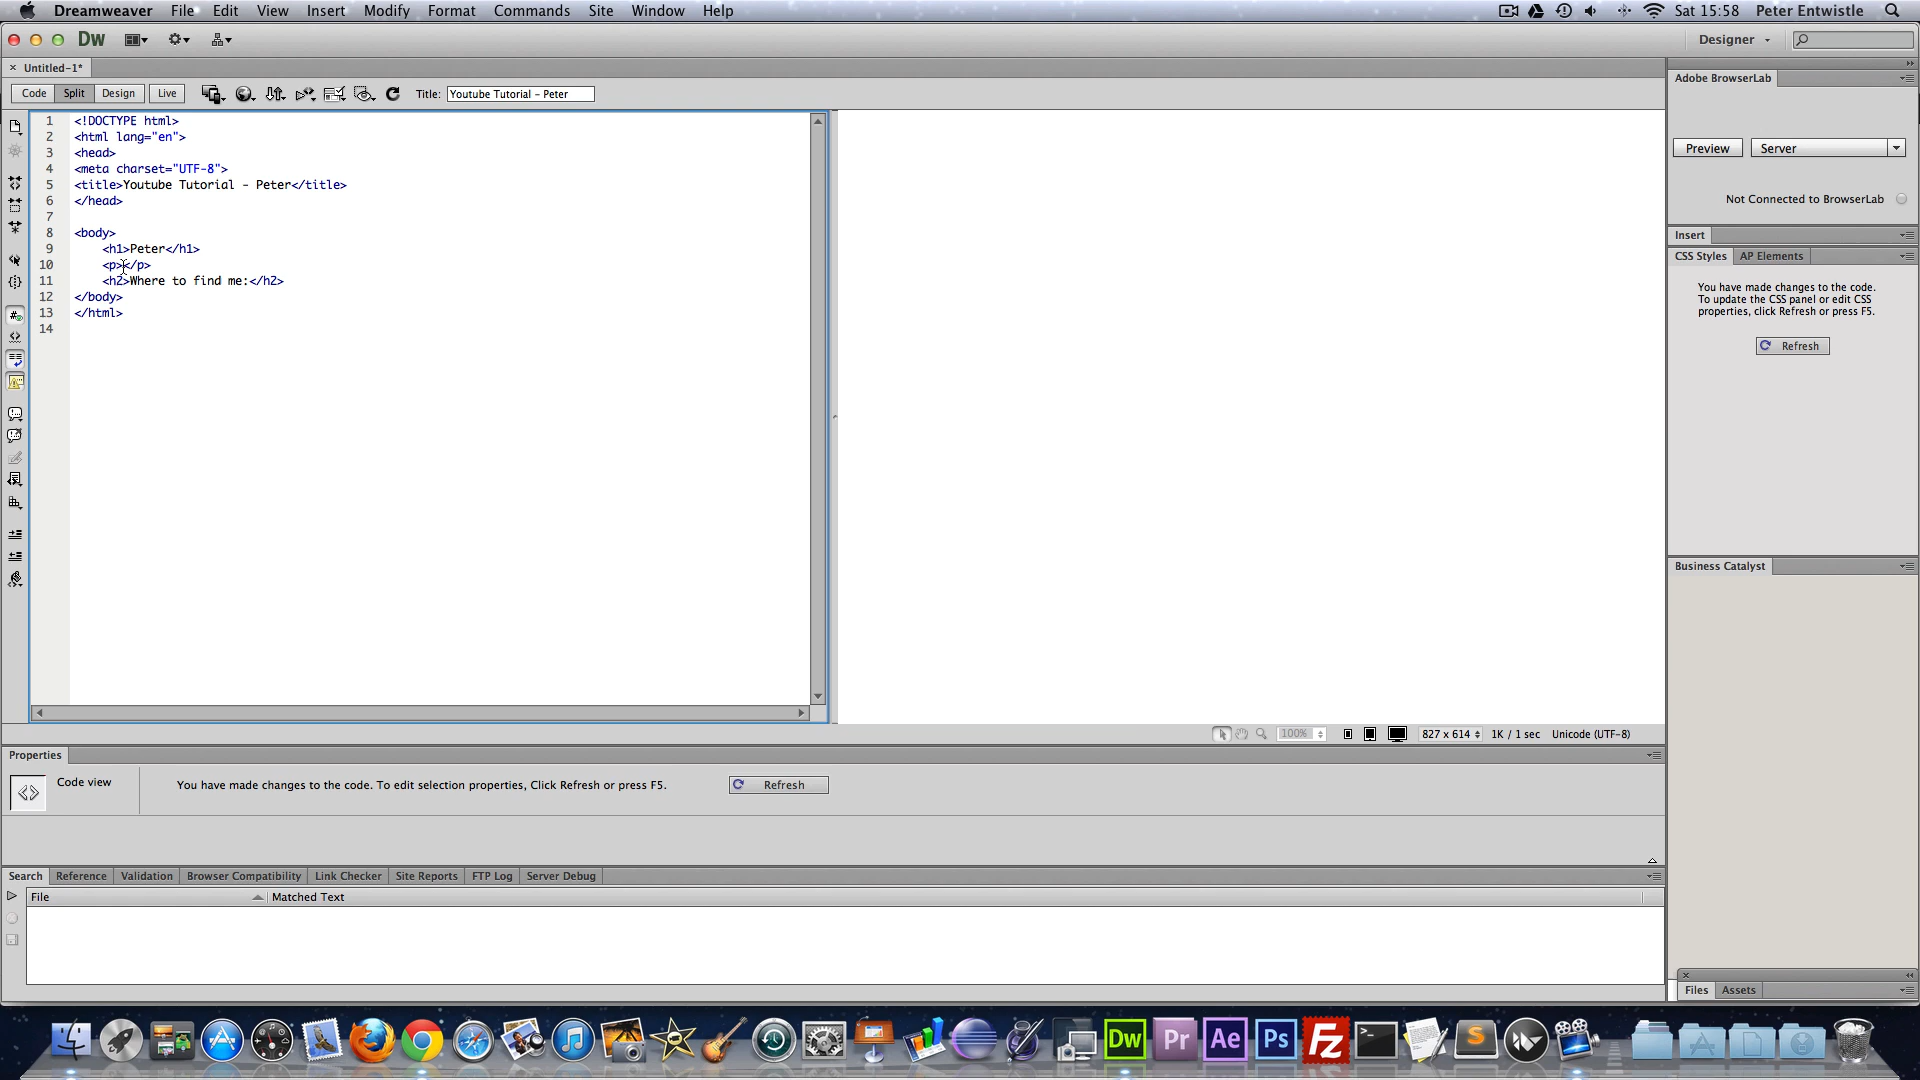 Dreamweaver File Edit View Insert Modify Format Commands Site Window Help Sat 15:58 Peter Entwistle
Dw Designer
× Untitled-1*
Code Split Design Live Title: Youtube Tutorial - Peter
1 <!DOCTYPE html>
2 <html lang="en">
3 <head>
4 <meta charset="UTF-8">
5 <title>Youtube Tutorial - Peter</title>
6 </head>
7
8 <body>
9 <h1>Peter</h1>
10 <p></p>
11 <h2>Where to find me:</h2>
12 </body>
13 </html>
14
Adobe BrowserLab
Preview Server
Not Connected to BrowserLab
Insert
CSS Styles AP Elements
You have made changes to the code.
To update the CSS panel or edit CSS
properties, click Refresh or press F5.
Refresh
Business Catalyst
100% 827 x 614 1K / 1 sec Unicode (UTF-8)
Properties
Code view You have made changes to the code. To edit selection properties, Click Refresh or press F5. Refresh
Search Reference Validation Browser Compatibility Link Checker Site Reports FTP Log Server Debug
File Matched Text
Files Assets
Dw Pr Ae Ps Fz S